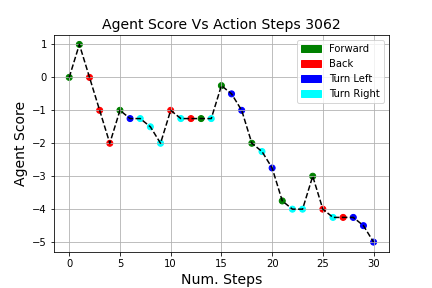 Agent Score Vs Action Steps 3062
Forward
Back
Turn Left
Turn Right
Agent Score
1
0
−1
−2
−3
−4
−5
0 5 10 15 20 25 30
Num. Steps